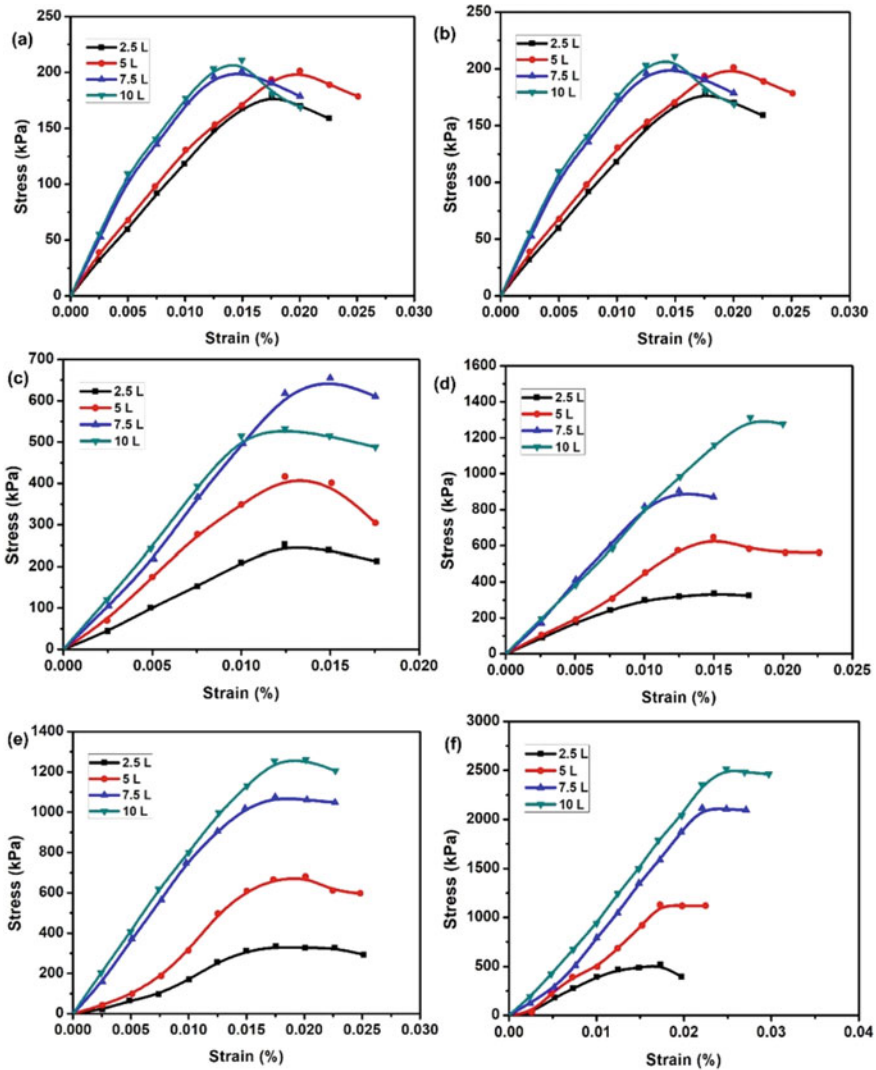 (a)
2.5 L
5 L
7.5 L
10 L
Stress (kPa)
250
200
150
100
50
0
0.000 0.005 0.010 0.015 0.020 0.025 0.030
Strain (%)
(b)
2.5 L
5 L
7.5 L
10 L
Stress (kPa)
250
200
150
100
50
0
0.000 0.005 0.010 0.015 0.020 0.025 0.030
Strain (%)
(c)
2.5 L
5 L
7.5 L
10 L
Stress (kPa)
700
600
500
400
300
200
100
0
0.000 0.005 0.010 0.015 0.020
Strain (%)
(d)
2.5 L
5 L
7.5 L
10 L
Stress (kPa)
1600
1400
1200
1000
800
600
400
200
0
0.000 0.005 0.010 0.015 0.020 0.025
Strain (%)
(e)
2.5 L
5 L
7.5 L
10 L
Stress (kPa)
1400
1200
1000
800
600
400
200
0
0.000 0.005 0.010 0.015 0.020 0.025 0.030
Strain (%)
(f)
2.5 L
5 L
7.5 L
10 L
Stress (kPa)
3000
2500
2000
1500
1000
500
0
0.00 0.01 0.02 0.03 0.04
Strain (%)